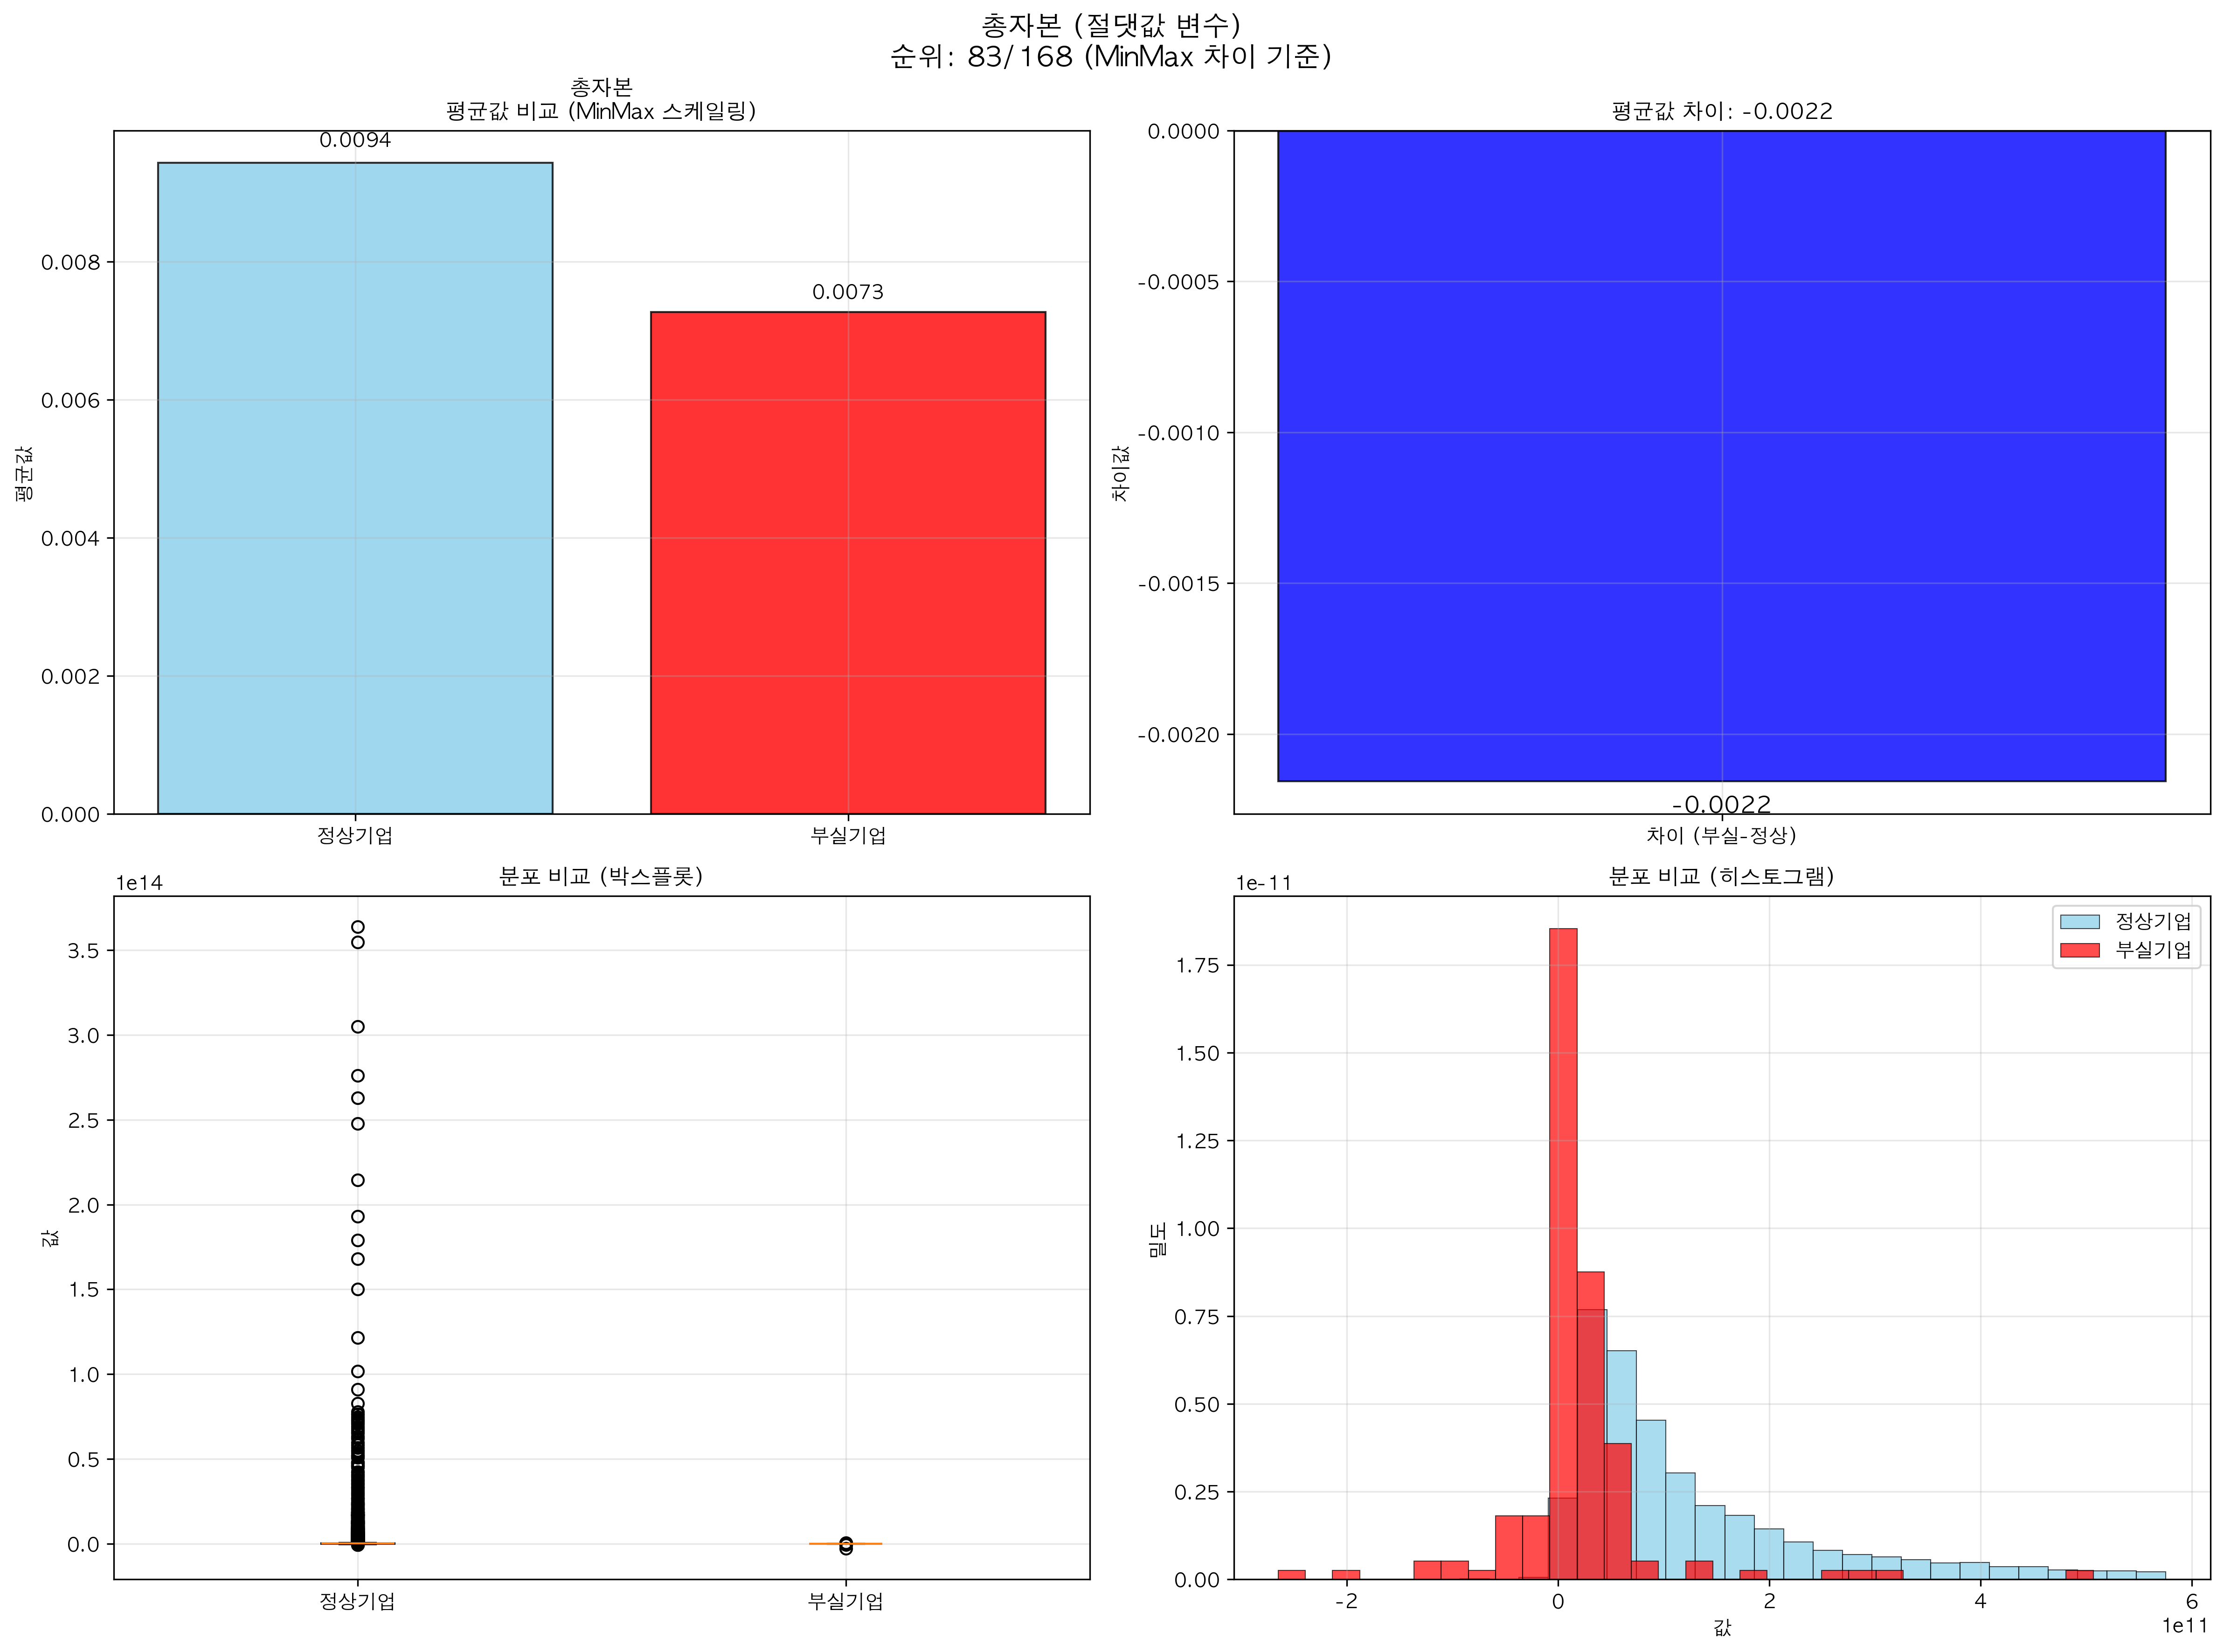 총자본 (절댓값 변수)
순위: 83/168 (MinMax 차이 기준)
총자본
평균값 비교 (MinMax 스케일링)
평균값
0.008
0.006
0.004
0.002
0.000
0.0094
0.0073
정상기업
부실기업
평균값 차이: -0.0022
차이값
0.0000
-0.0005
-0.0010
-0.0015
-0.0020
-0.0022
차이 (부실-정상)
분포 비교 (박스플롯)
1e14
값
3.5
3.0
2.5
2.0
1.5
1.0
0.5
0.0
정상기업
부실기업
분포 비교 (히스토그램)
1e-11
밀도
1.75
1.50
1.25
1.00
0.75
0.50
0.25
0.00
정상기업
부실기업
-2
0
2
4
6
1e11
값